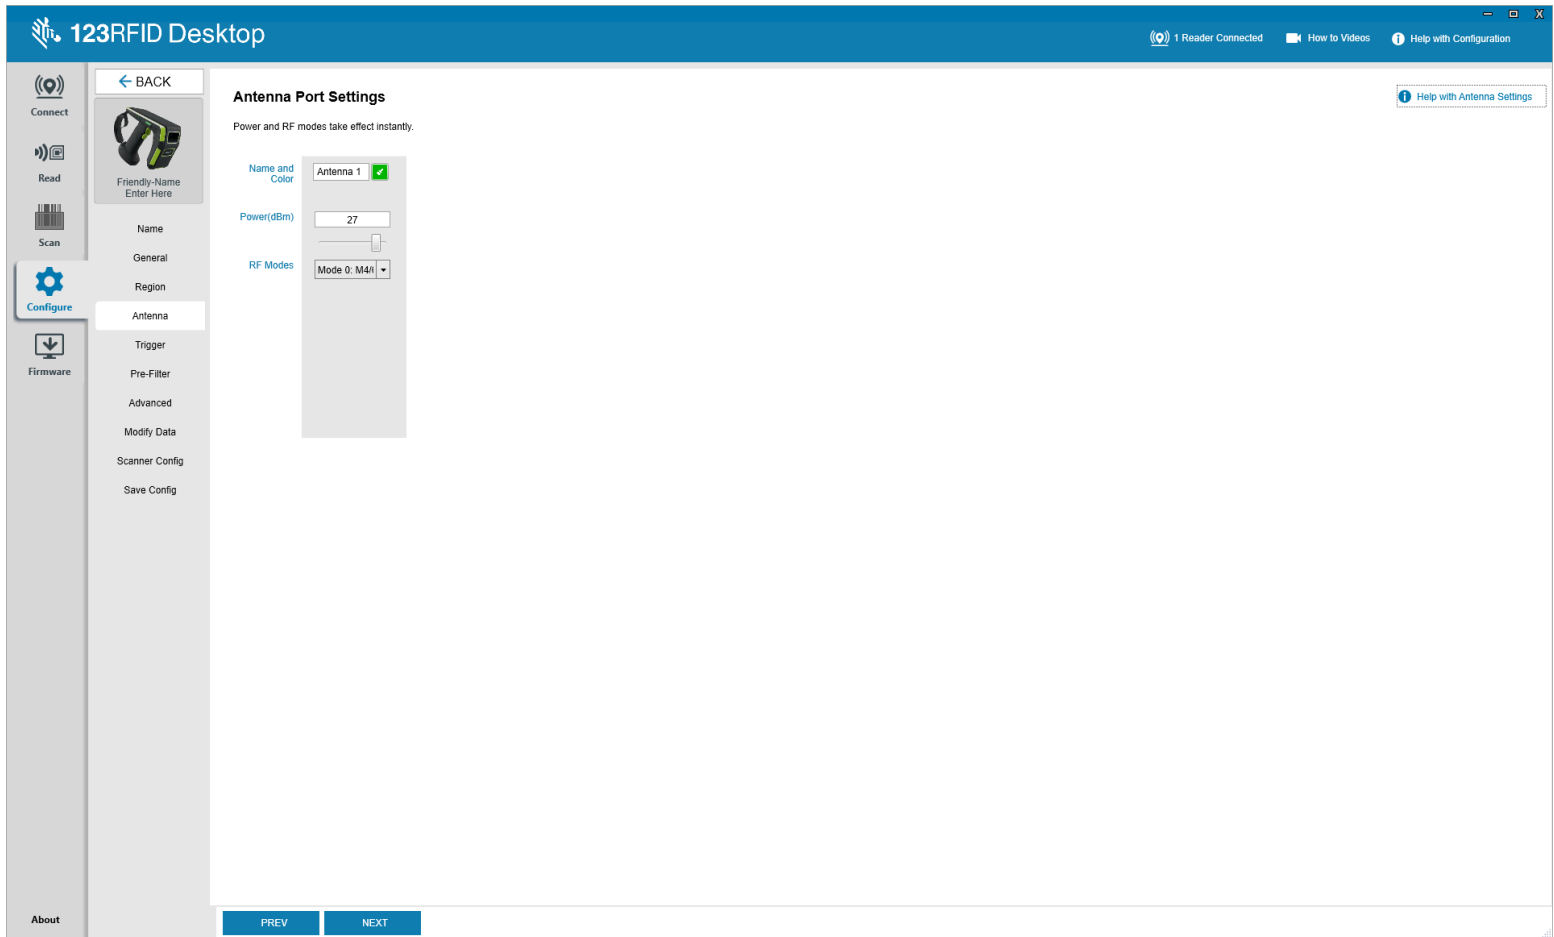 123RFID Desktop
X
1 Reader Connected
How to Videos
Help with Configuration
Connect
Read
Scan
Configure
Firmware
About
BACK
Friendly-Name
Enter Here
Name
General
Region
Antenna
Trigger
Pre-Filter
Advanced
Modify Data
Scanner Config
Save Config
Antenna Port Settings
Help with Antenna Settings
Power and RF modes take effect instantly.
Name and
Color
Antenna 1
Power(dBm)
27
RF Modes
Mode 0: M4/
PREV
NEXT